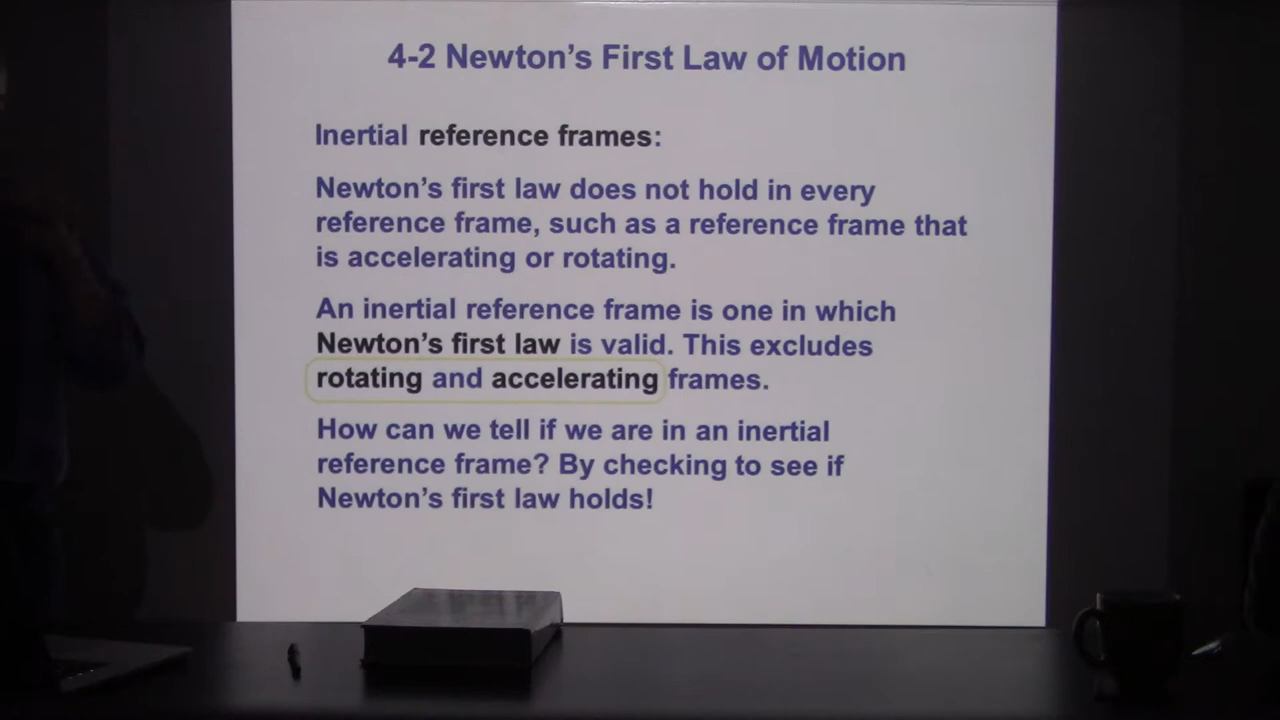 4-2 Newton's First Law of Motion
Inertial reference frames:
Newton's first law does not hold in every
reference frame, such as a reference frame that
is accelerating or rotating.
An inertial reference frame is one in which
Newton's first law is valid. This excludes
rotating and accelerating frames.
How can we tell if we are in an inertial
reference frame? By checking to see if
Newton's first law holds!